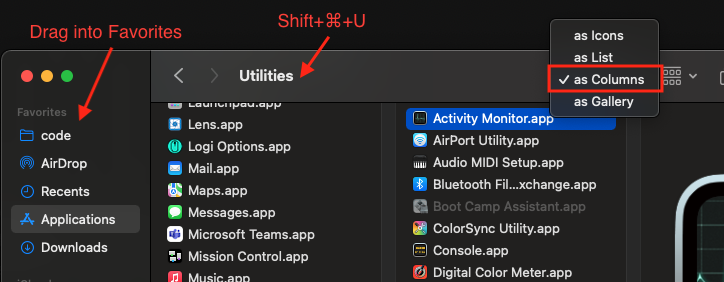 Drag into Favorites
Shift+⌘+U
as Icons
as List
✓ as Columns
as Gallery
Utilities
Favorites
code
AirDrop
Recents
Applications
Downloads
Launchpad.app
Lens.app
Logi Options.app
Mail.app
Maps.app
Messages.app
Microsoft Teams.app
Mission Control.app
Music.app
Activity Monitor.app
AirPort Utility.app
Audio MIDI Setup.app
Bluetooth Fil...xchange.app
Boot Camp Assistant.app
ColorSync Utility.app
Console.app
Digital Color Meter.app